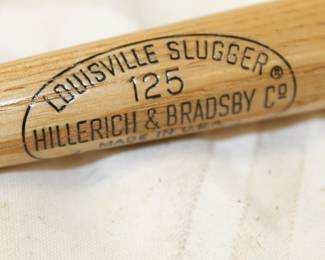 LOUISVILLE SLUGGER®
125
HILLERICH & BRADSBY Cº
MADE IN U.S.A.